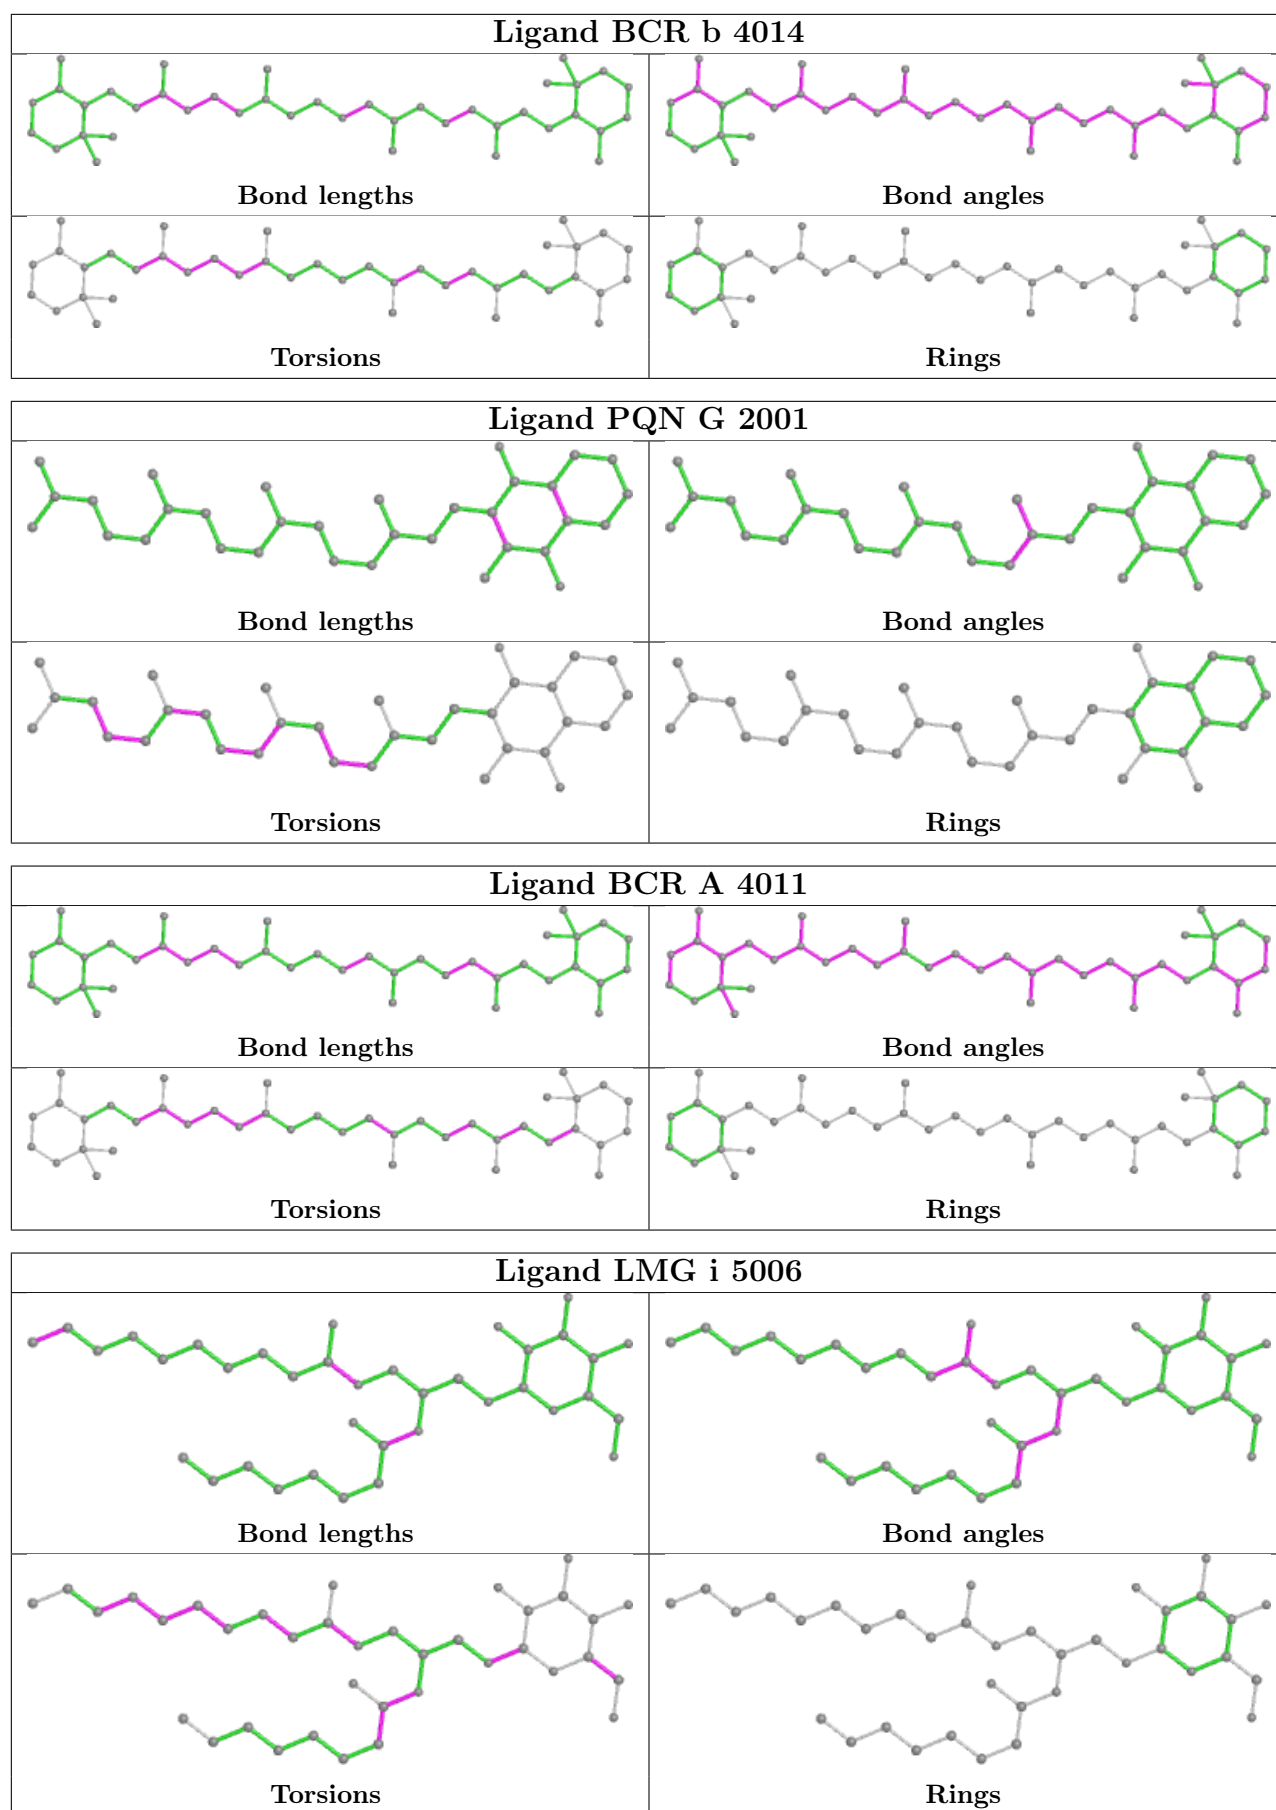 Ligand BCR b 4014
Bond lengths
Bond angles
Torsions
Rings
Ligand PQN G 2001
Bond lengths
Bond angles
Torsions
Rings
Ligand BCR A 4011
Bond lengths
Bond angles
Torsions
Rings
Ligand LMG i 5006
Bond lengths
Bond angles
Torsions
Rings